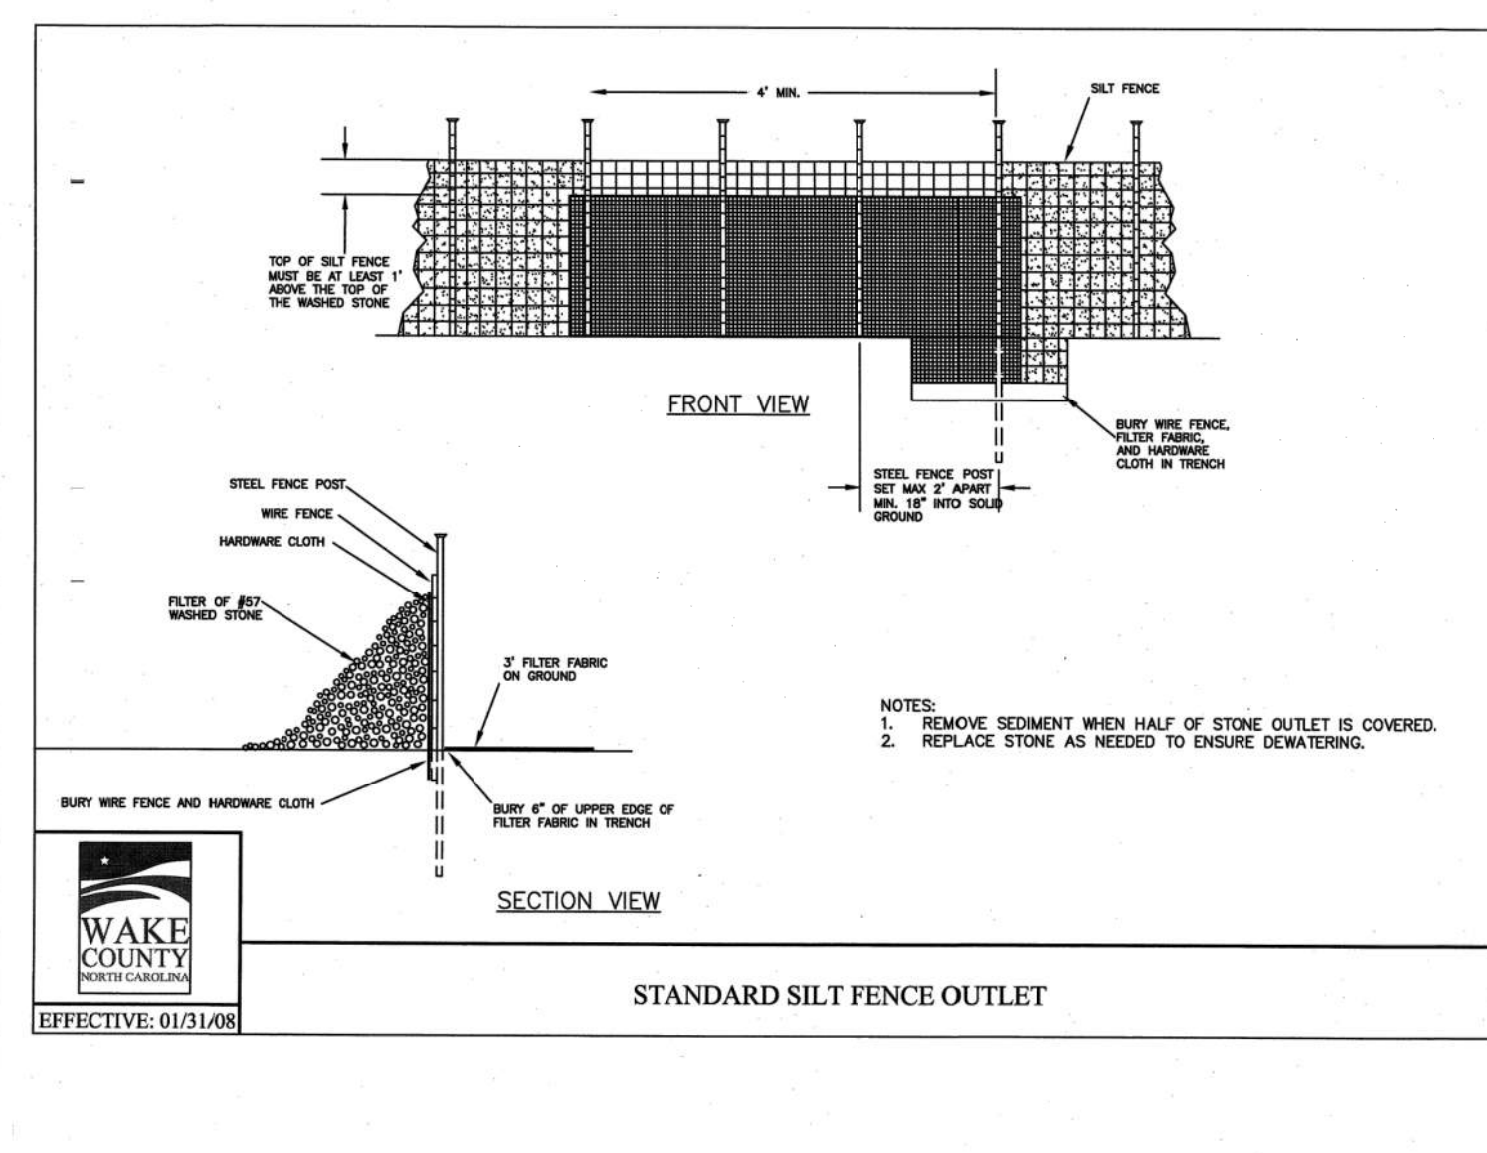 4' MIN.
SILT FENCE
TOP OF SILT FENCE
MUST BE AT LEAST 1'
ABOVE THE TOP OF
THE WASHED STONE
FRONT VIEW
BURY WIRE FENCE,
FILTER FABRIC,
AND HARDWARE
CLOTH IN TRENCH
STEEL FENCE POST
SET MAX 2' APART
MIN. 18" INTO SOLID
GROUND
STEEL FENCE POST
WIRE FENCE
HARDWARE CLOTH
FILTER OF #57
WASHED STONE
3' FILTER FABRIC
ON GROUND
BURY WIRE FENCE AND HARDWARE CLOTH
BURY 6" OF UPPER EDGE OF
FILTER FABRIC IN TRENCH
SECTION VIEW
NOTES:
1. REMOVE SEDIMENT WHEN HALF OF STONE OUTLET IS COVERED.
2. REPLACE STONE AS NEEDED TO ENSURE DEWATERING.
WAKE
COUNTY
NORTH CAROLINA
EFFECTIVE: 01/31/08
STANDARD SILT FENCE OUTLET